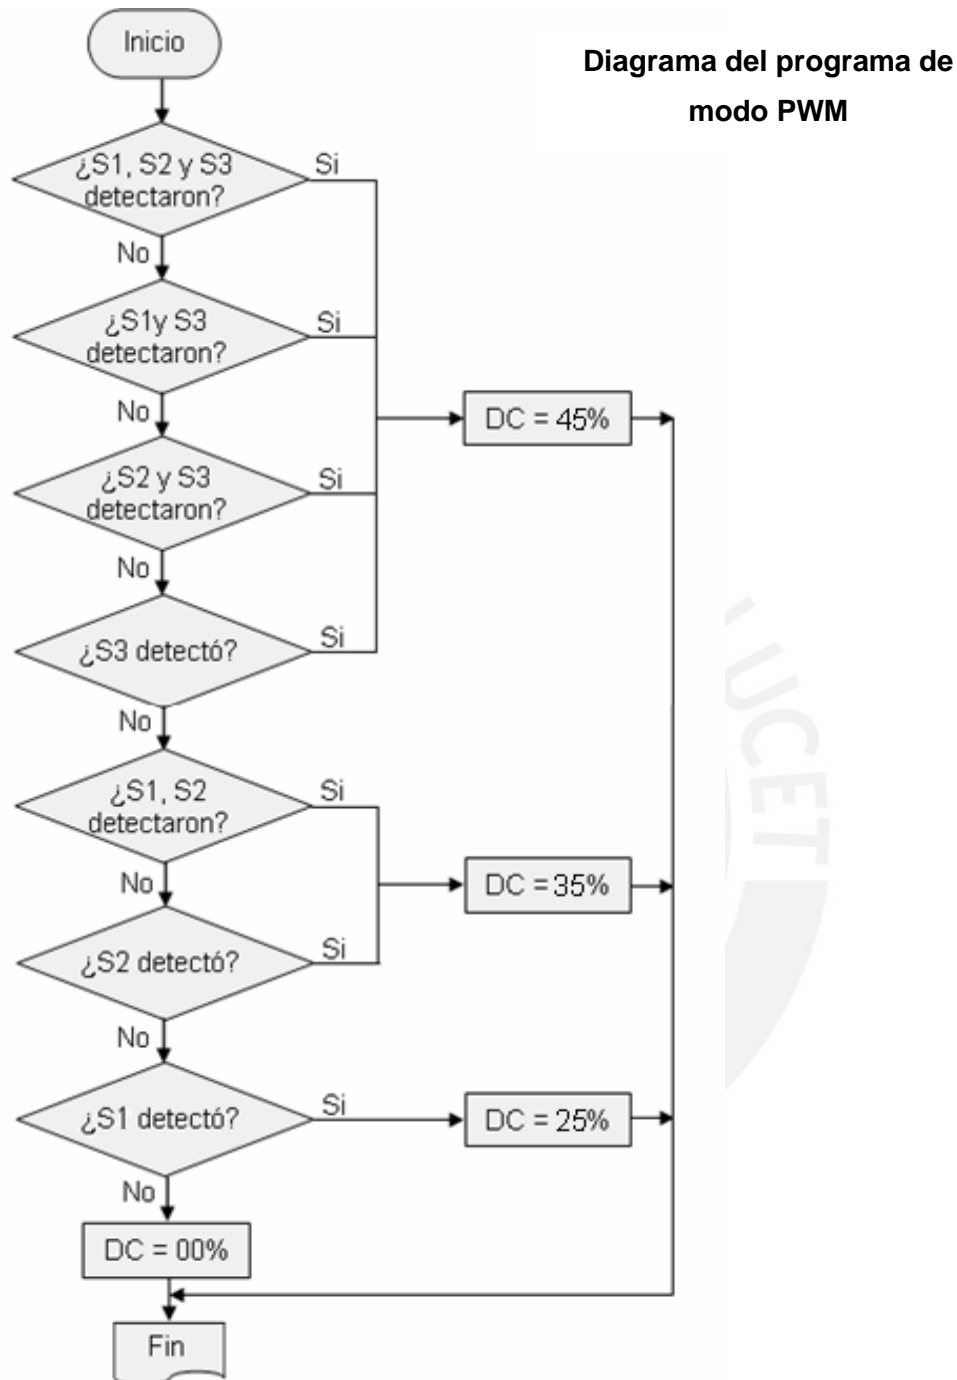 Inicio
Diagrama del programa de
modo PWM
¿S1, S2 y S3
detectaron?
Si
No
¿S1y S3
detectaron?
Si
No
DC = 45%
¿S2 y S3
detectaron?
Si
No
¿S3 detectó?
Si
No
¿S1, S2
detectaron?
Si
No
DC = 35%
¿S2 detectó?
Si
No
¿S1 detectó?
Si
DC = 25%
No
DC = 00%
Fin
LUCET